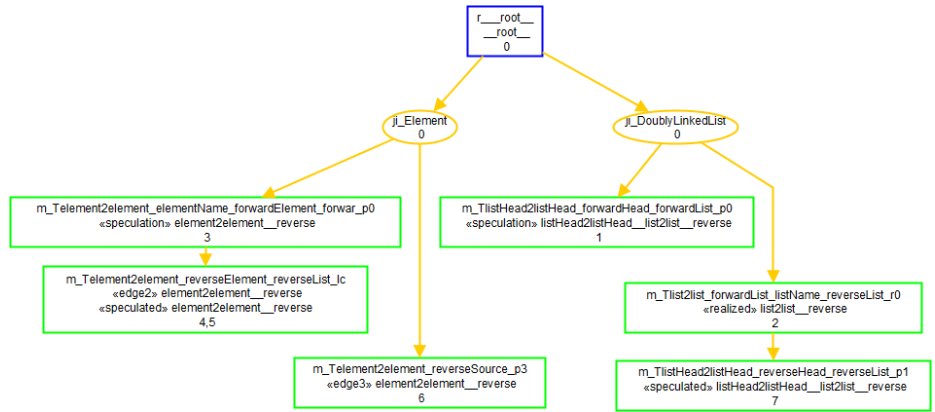 r___root__
__root__
0
ji_Element
0
ji_DoublyLinkedList
0
m_Telement2element_elementName_forwardElement_forwar_p0
«speculation» element2element__reverse
3
m_TlistHead2listHead_forwardHead_forwardList_p0
«speculation» listHead2listHead__list2list__reverse
1
m_Telement2element_reverseElement_reverseList_lc
«edge2» element2element__reverse
«speculated» element2element__reverse
4,5
m_Tlist2list_forwardList_listName_reverseList_r0
«realized» list2list__reverse
2
m_Telement2element_reverseSource_p3
«edge3» element2element__reverse
6
m_TlistHead2listHead_reverseHead_reverseList_p1
«speculated» listHead2listHead__list2list__reverse
7